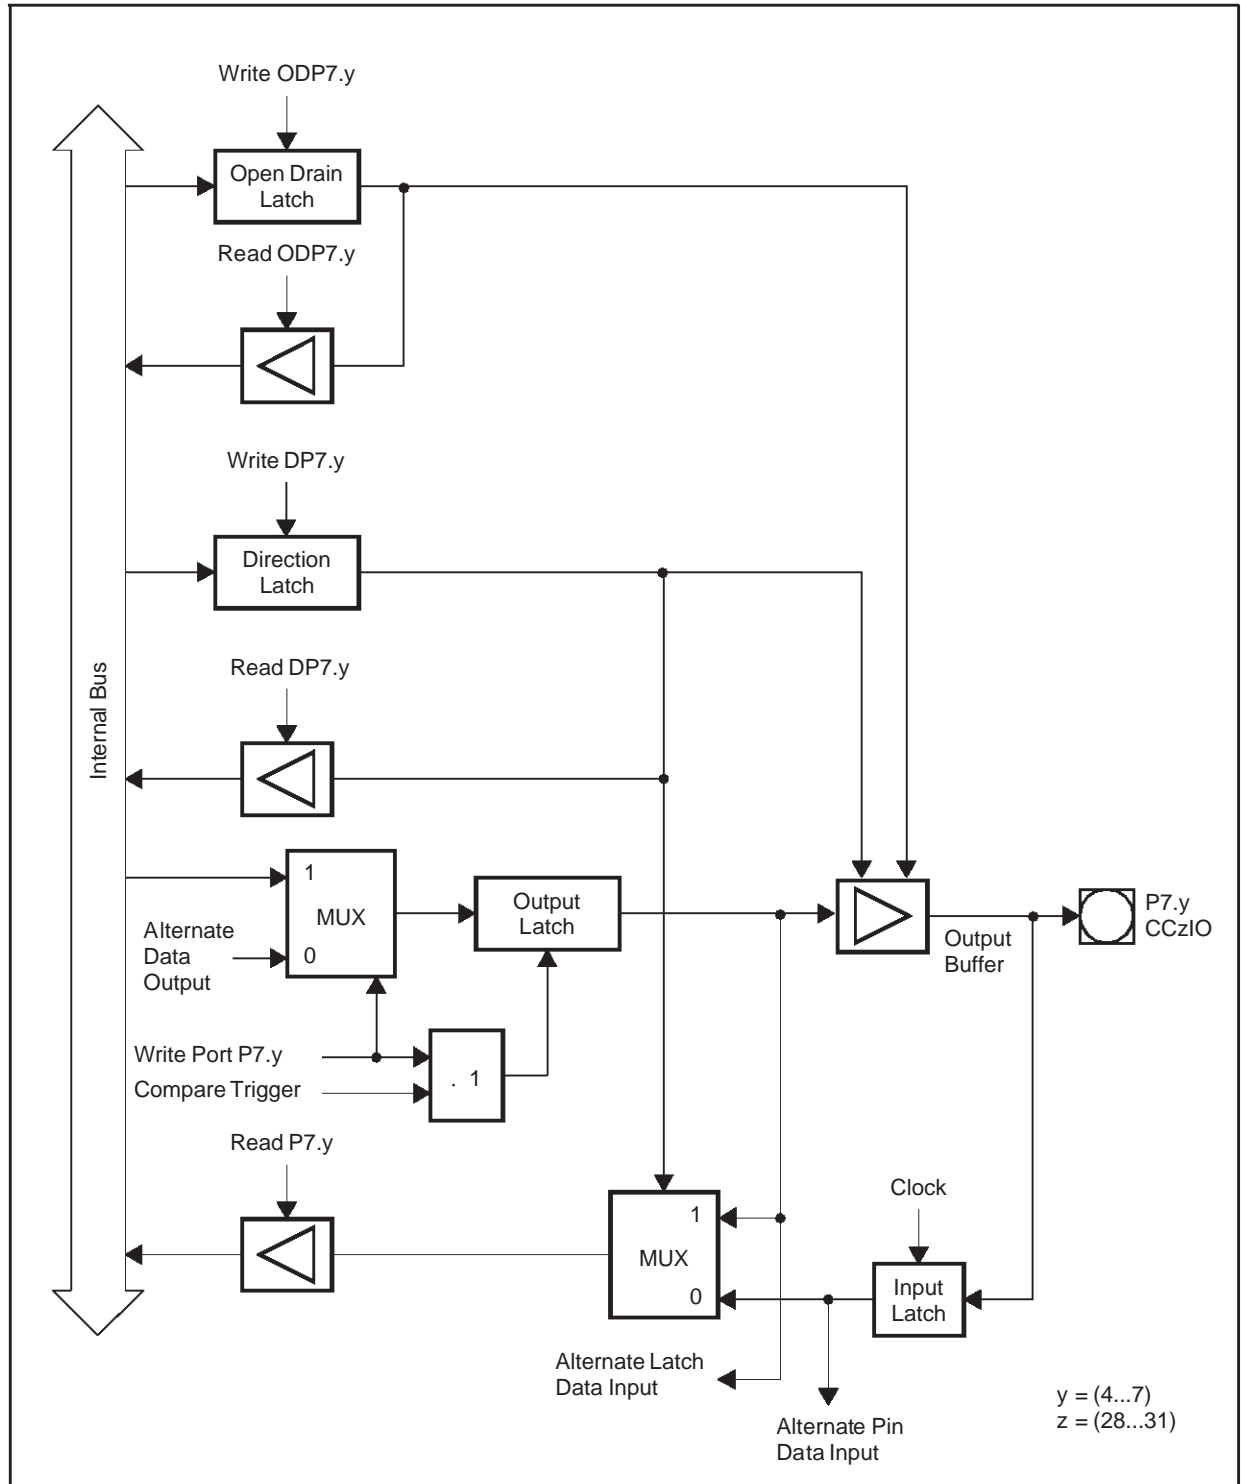 Write ODP7.y
Open Drain
Latch
Read ODP7.y
Write DP7.y
Direction
Latch
Internal Bus
Read DP7.y
1
MUX
0
Alternate
Data
Output
Output
Latch
Output
Buffer
P7.y
CCzIO
Write Port P7.y
Compare Trigger
. 1
Read P7.y
1
MUX
0
Clock
Input
Latch
Alternate Latch
Data Input
Alternate Pin
Data Input
y = (4...7)
z = (28...31)